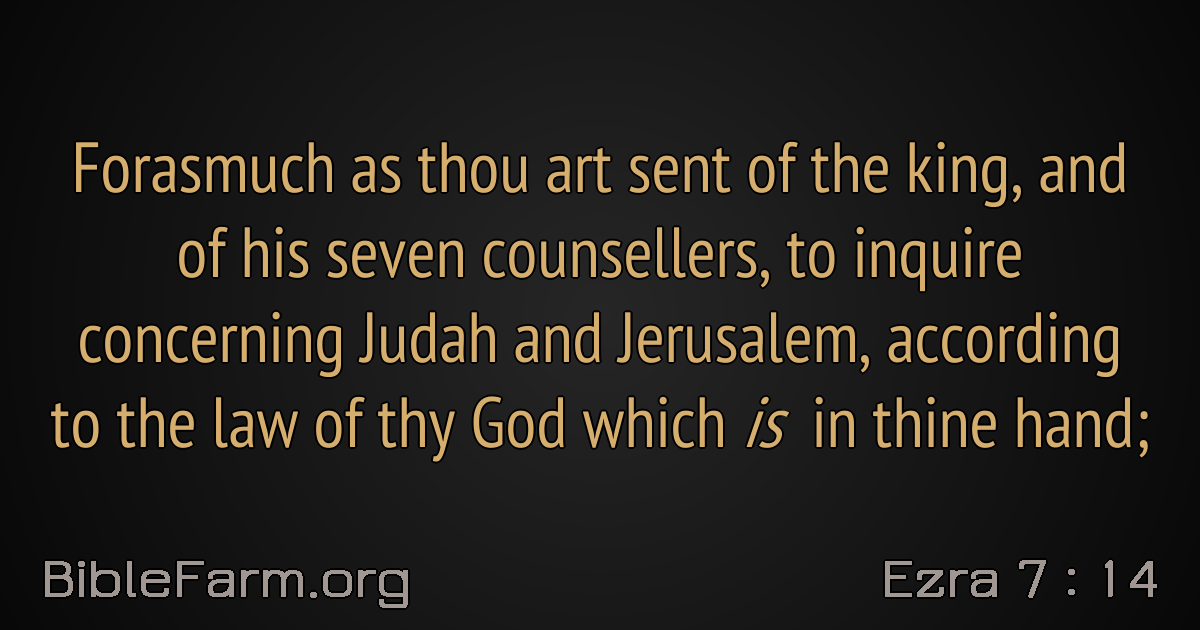 Forasmuch as thou art sent of the king, and
of his seven counsellers, to inquire
concerning Judah and Jerusalem, according
to the law of thy God which is in thine hand;
BibleFarm.org
Ezra 7 : 14